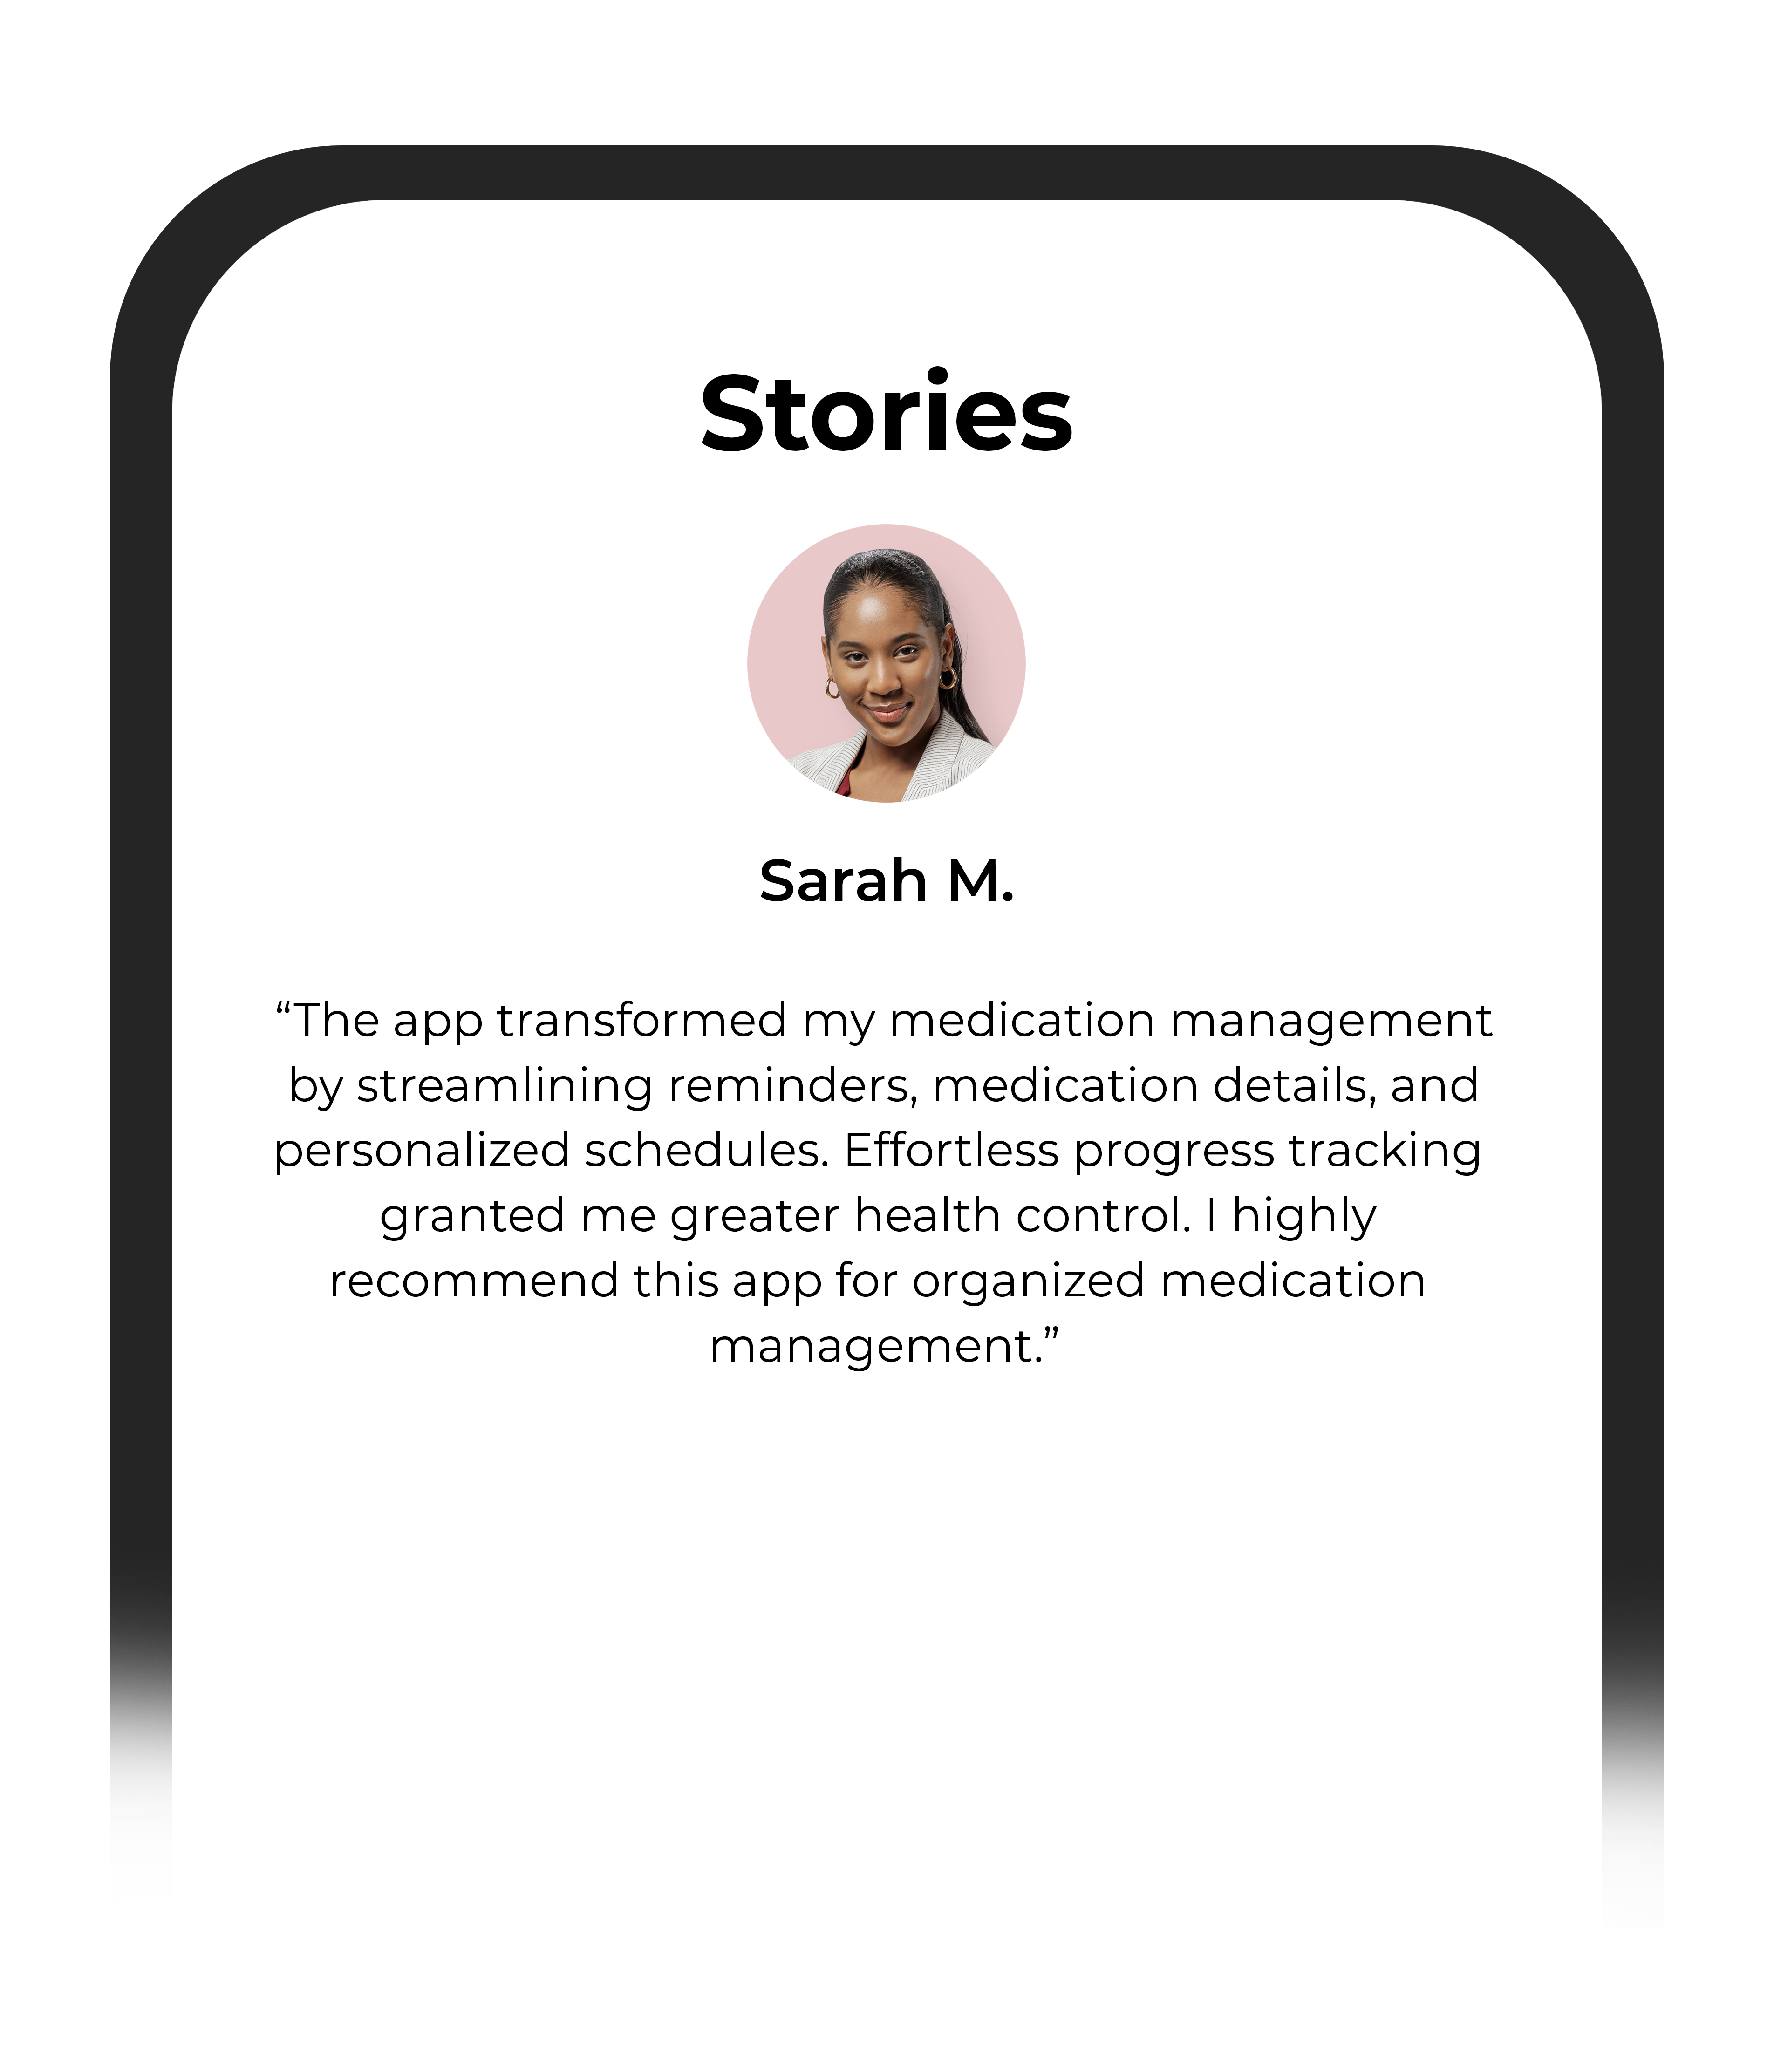 Stories
Sarah M.
“The app transformed my medication management
by streamlining reminders, medication details, and
personalized schedules. Effortless progress tracking
granted me greater health control. I highly
recommend this app for organized medication
management.”